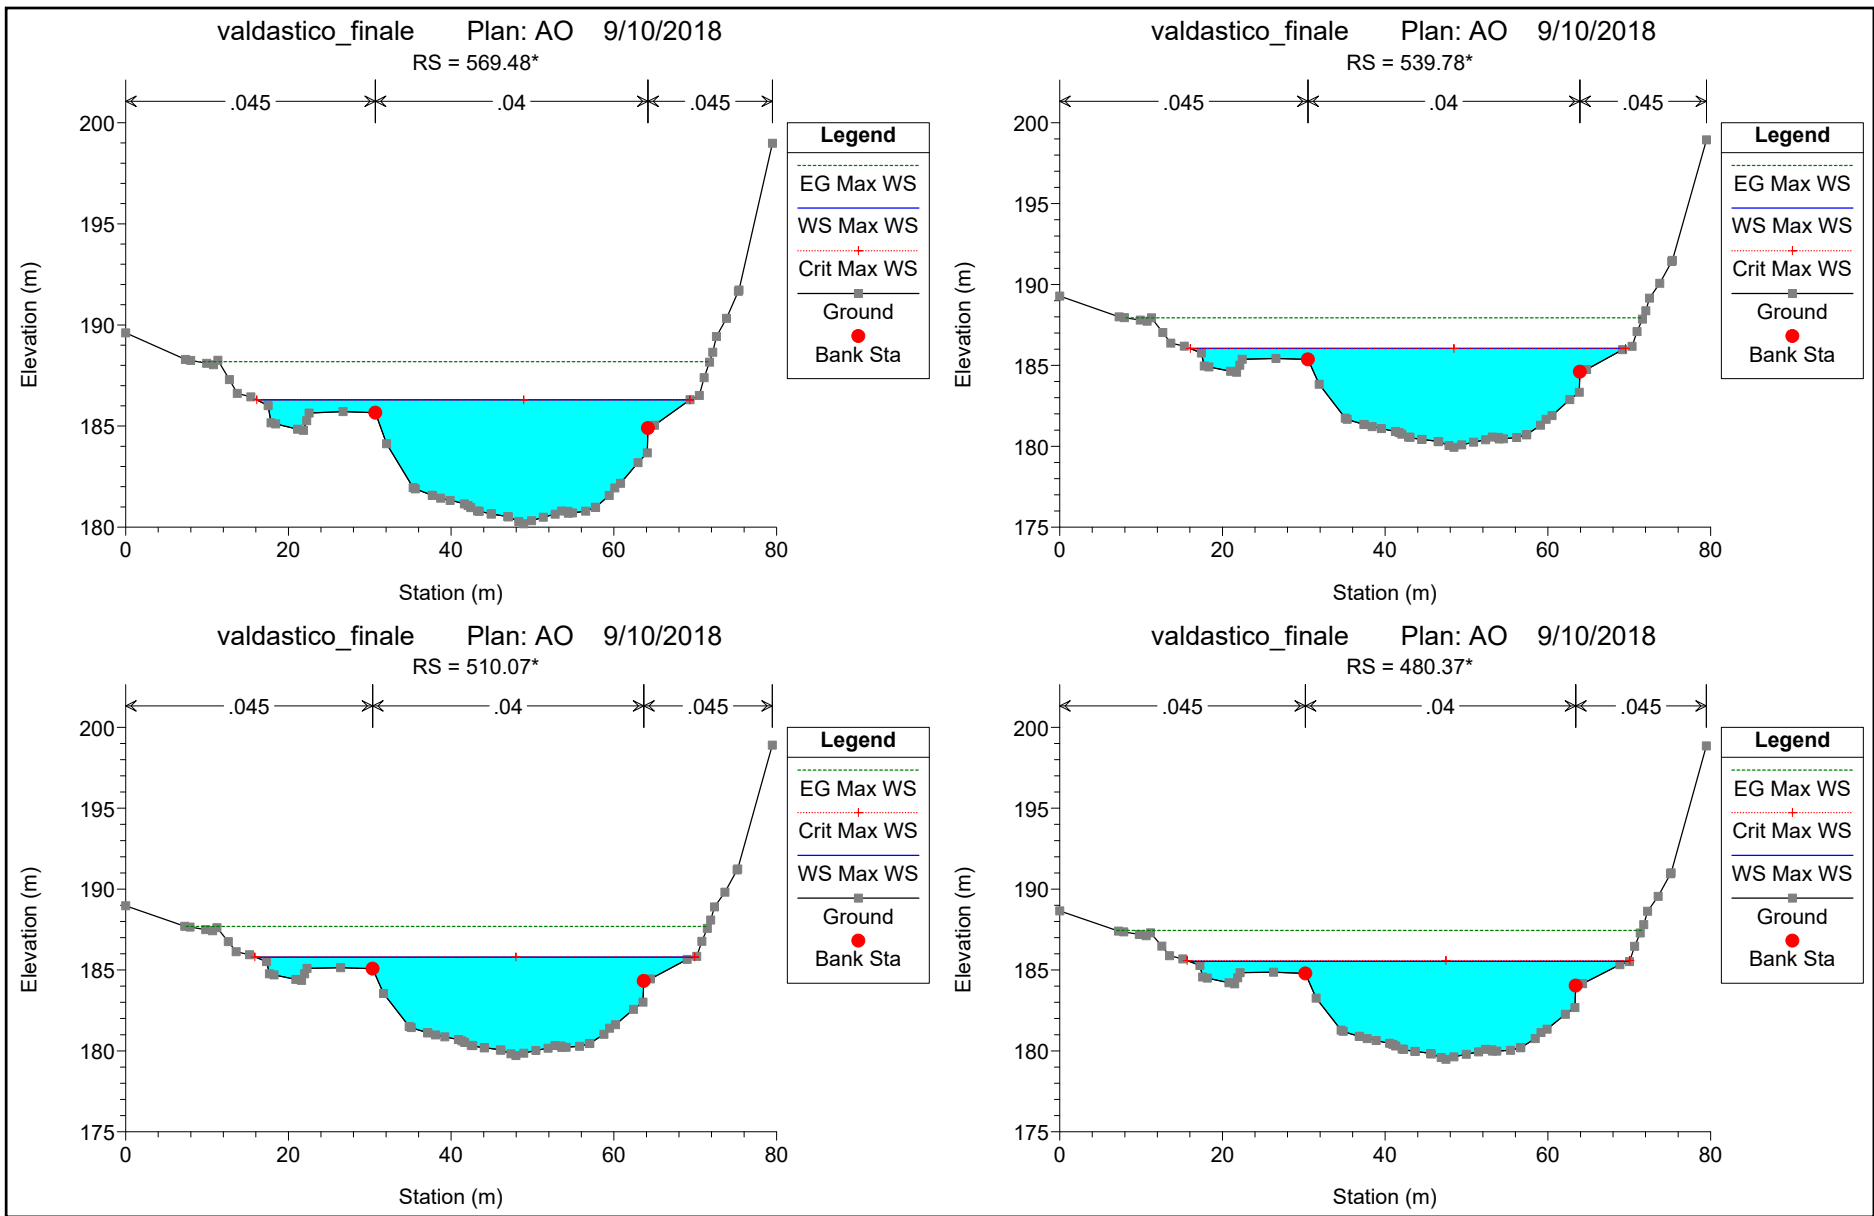 valdastico_finale Plan: AO 9/10/2018
RS = 569.48*
.045 .04 .045
200
195
190
185
180
0 20 40 60 80
Elevation (m)
Station (m)
Legend
EG Max WS
WS Max WS
Crit Max WS
Ground
Bank Sta
valdastico_finale Plan: AO 9/10/2018
RS = 539.78*
.045 .04 .045
200
195
190
185
180
175
0 20 40 60 80
Elevation (m)
Station (m)
Legend
EG Max WS
WS Max WS
Crit Max WS
Ground
Bank Sta
valdastico_finale Plan: AO 9/10/2018
RS = 510.07*
.045 .04 .045
200
195
190
185
180
175
0 20 40 60 80
Elevation (m)
Station (m)
Legend
EG Max WS
Crit Max WS
WS Max WS
Ground
Bank Sta
valdastico_finale Plan: AO 9/10/2018
RS = 480.37*
.045 .04 .045
200
195
190
185
180
175
0 20 40 60 80
Elevation (m)
Station (m)
Legend
EG Max WS
Crit Max WS
WS Max WS
Ground
Bank Sta